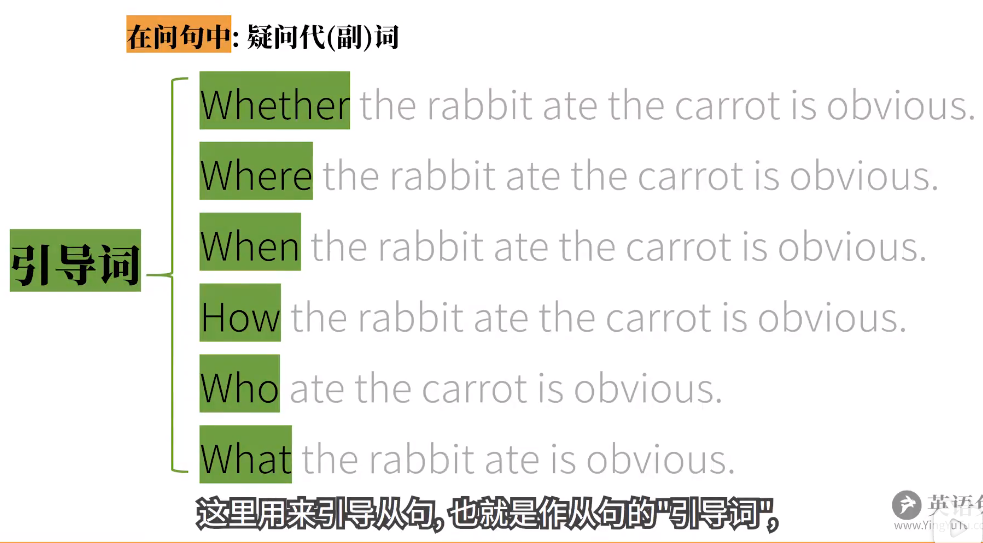 在问句中: 疑问代(副)词
Whether the rabbit ate the carrot is obvious.
Where the rabbit ate the carrot is obvious.
When the rabbit ate the carrot is obvious.
引导词
How the rabbit ate the carrot is obvious.
Who ate the carrot is obvious.
What the rabbit ate is obvious.
这里用来引导从句, 也就是作从句的"引导词",
英语